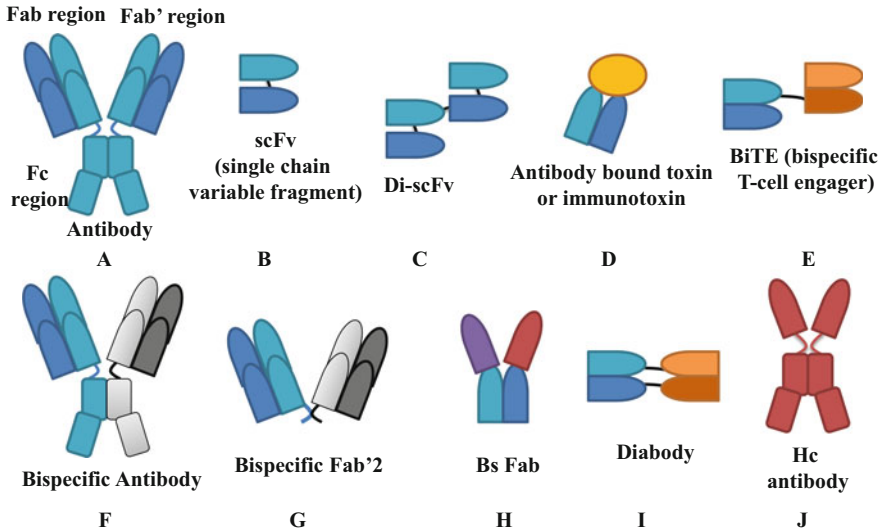 Fab region
Fab' region
Fc
region
Antibody
scFv
(single chain
variable fragment)
Di-scFv
Antibody bound toxin
or immunotoxin
BiTE (bispecific
T-cell engager)
A
B
C
D
E
Bispecific Antibody
Bispecific Fab'2
Bs Fab
Diabody
Hc
antibody
F
G
H
I
J